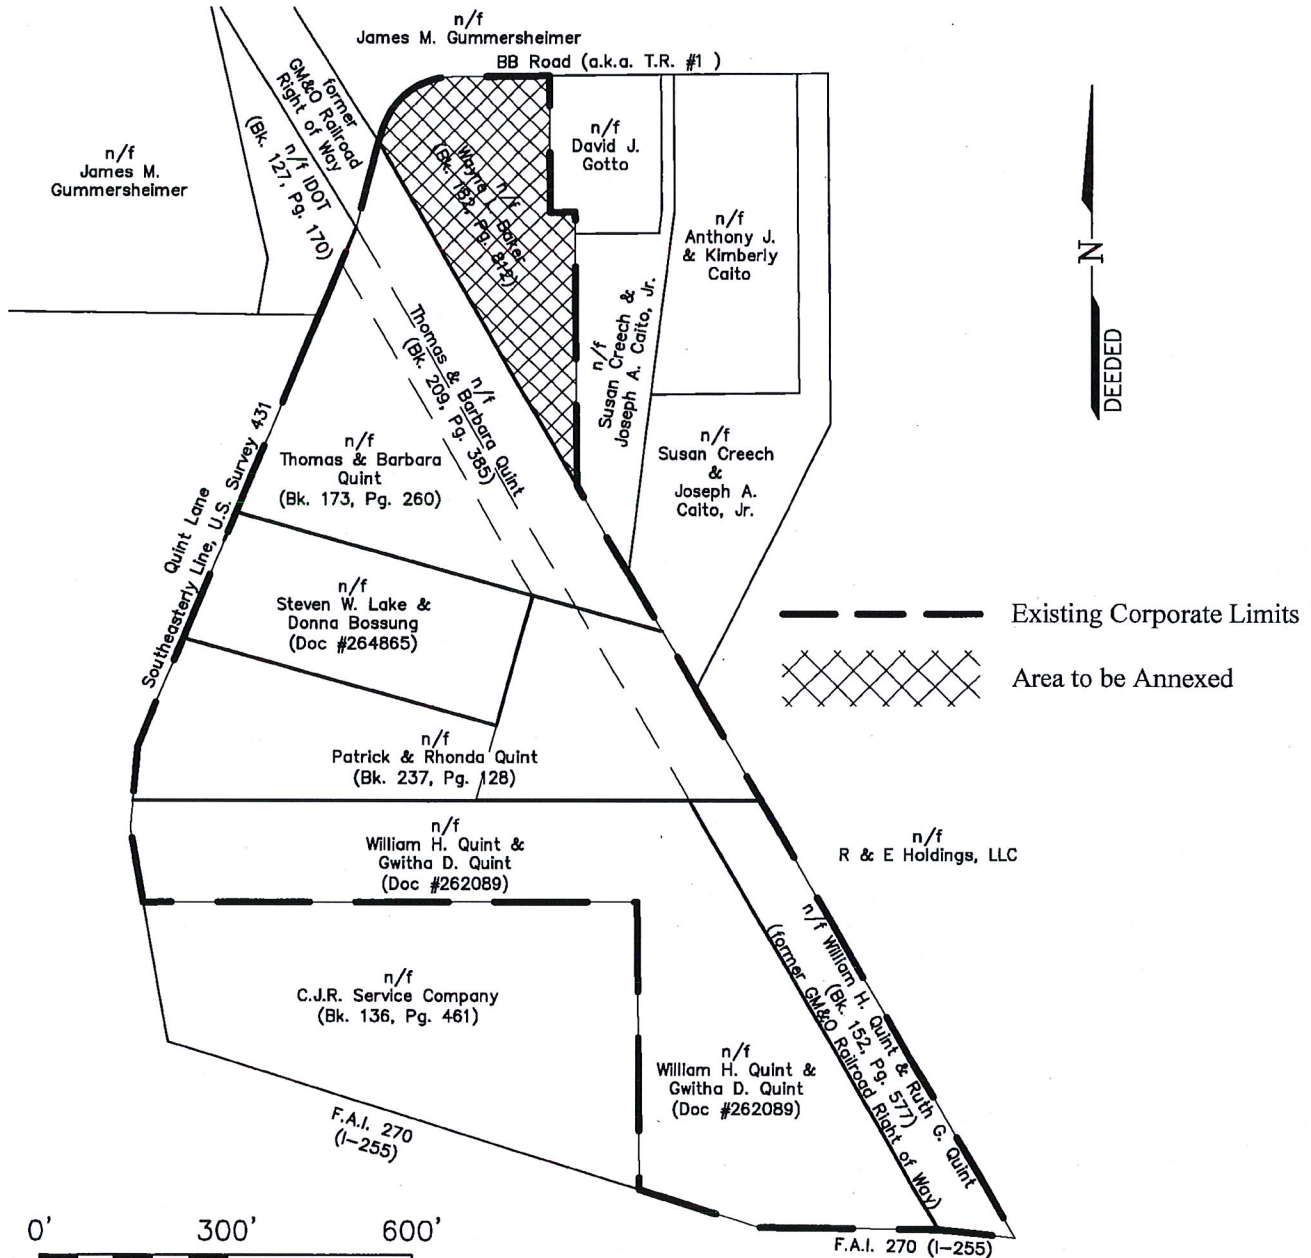 n/f
James M. Gummersheimer
BB Road (a.k.a. T.R. #1 )
former
GM&O Railroad
Right of Way
n/f IDOT
(Bk. 127, Pg. 170)
n/f
James M.
Gummersheimer
n/f
Wayne L. Baker
(Bk. 182, Pg. 812)
n/f
David J.
Gotto
n/f
Anthony J.
& Kimberly
Caito
n/f
Susan Creech &
Joseph A. Caito, Jr.
N
DEEDED
n/f
Thomas & Barbara Quint
(Bk. 209, Pg. 385)
n/f
Thomas & Barbara
Quint
(Bk. 173, Pg. 260)
n/f
Susan Creech
&
Joseph A.
Caito, Jr.
Quint Lane
Southeasterly Line, U.S. Survey 431
n/f
Steven W. Lake &
Donna Bossung
(Doc #264865)
Existing Corporate Limits
Area to be Annexed
n/f
Patrick & Rhonda Quint
(Bk. 237, Pg. 128)
n/f
William H. Quint &
Gwitha D. Quint
(Doc #262089)
n/f
R & E Holdings, LLC
n/f William H. Quint & Ruth G. Quint
(Bk. 152, Pg. 577)
(former GM&O Railroad Right of Way)
n/f
C.J.R. Service Company
(Bk. 136, Pg. 461)
n/f
William H. Quint &
Gwitha D. Quint
(Doc #262089)
F.A.I. 270
(I-255)
0' 300' 600'
F.A.I. 270 (I-255)